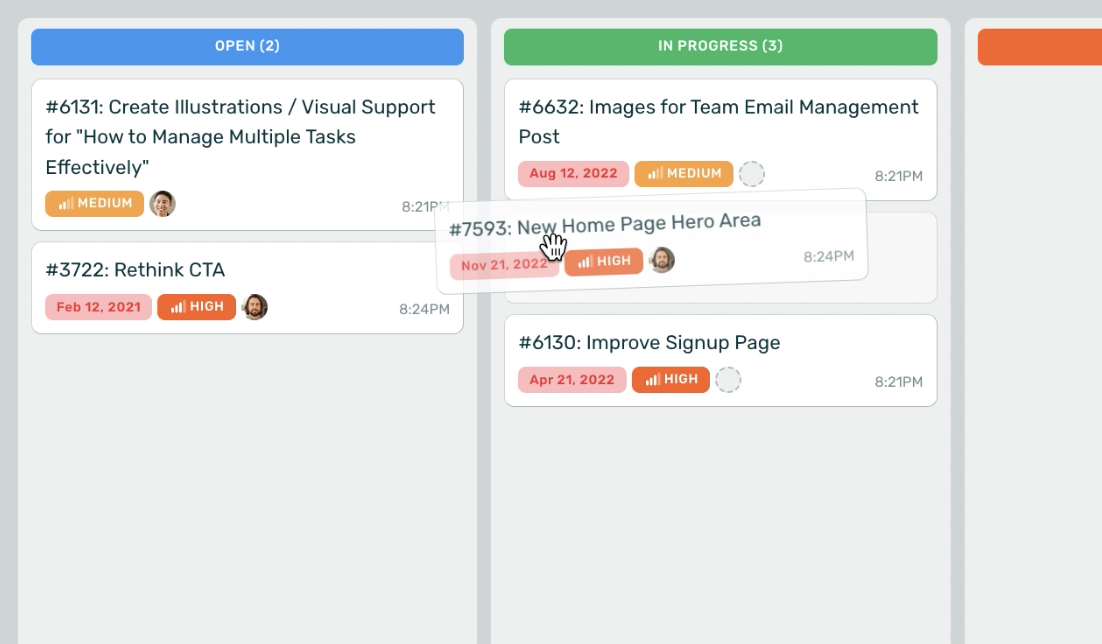 OPEN (2)
#6131: Create Illustrations / Visual Support
for "How to Manage Multiple Tasks
Effectively"
MEDIUM
8:21PM
#3722: Rethink CTA
Feb 12, 2021
HIGH
8:24PM
IN PROGRESS (3)
#6632: Images for Team Email Management
Post
Aug 12, 2022
MEDIUM
8:21PM
#7593: New Home Page Hero Area
Nov 21, 2022
HIGH
8:24PM
#6130: Improve Signup Page
Apr 21, 2022
HIGH
8:21PM